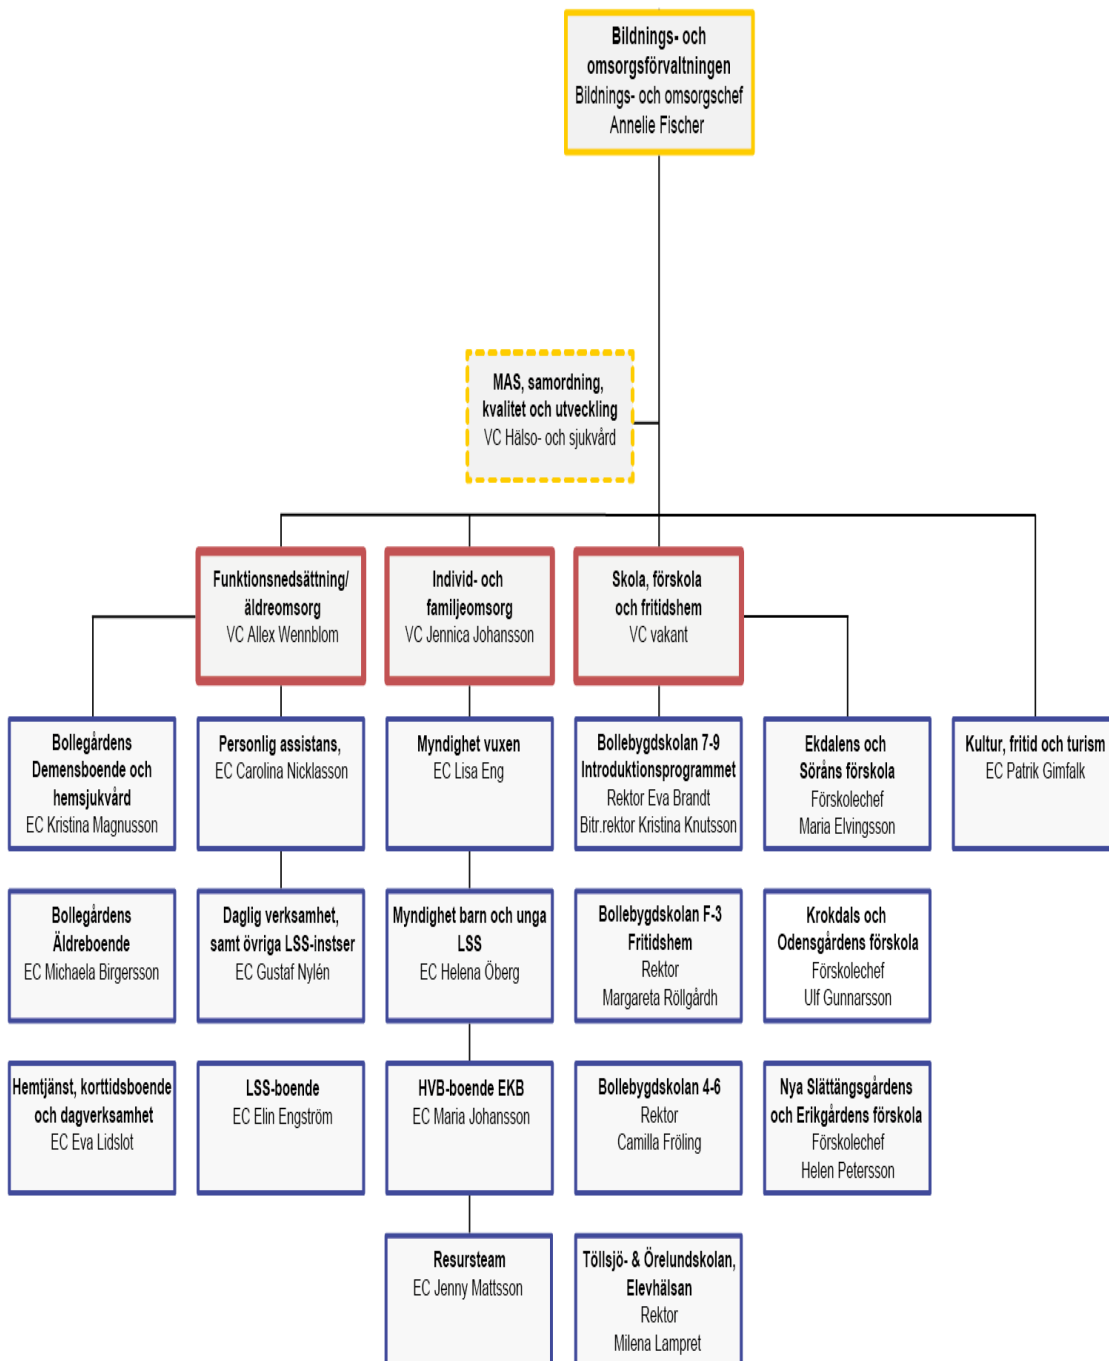 Bildnings- och
omsorgsförvaltningen
Bildnings- och omsorgschef
Annelie Fischer
MAS, samordning,
kvalitet och utveckling
VC Hälso- och sjukvård
Funktionsnedsättning/
äldreomsorg
VC Allex Wennblom
Individ- och
familjeomsorg
VC Jennica Johansson
Skola, förskola
och fritidshem
VC vakant
Bollegårdens
Demensboende och
hemsjukvård
EC Kristina Magnusson
Personlig assistans,
EC Carolina Nicklasson
Myndighet vuxen
EC Lisa Eng
Bollebygdskolan 7-9
Introduktionsprogrammet
Rektor Eva Brandt
Bitr.rektor Kristina Knutsson
Ekdalens och
Söråns förskola
Förskolechef
Maria Elvingsson
Kultur, fritid och turism
EC Patrik Gimfalk
Bollegårdens
Äldreboende
EC Michaela Birgersson
Daglig verksamhet,
samt övriga LSS-instser
EC Gustaf Nylén
Myndighet barn och unga
LSS
EC Helena Öberg
Bollebygdskolan F-3
Fritidshem
Rektor
Margareta Röllgårdh
Krokdals och
Odensgårdens förskola
Förskolechef
Ulf Gunnarsson
Hemtjänst, korttidsboende
och dagverksamhet
EC Eva Lidslot
LSS-boende
EC Elin Engström
HVB-boende EKB
EC Maria Johansson
Bollebygdskolan 4-6
Rektor
Camilla Fröling
Nya Slättängsgårdens
och Erikgårdens förskola
Förskolechef
Helen Petersson
Resursteam
EC Jenny Mattsson
Töllsjö- & Örelundskolan,
Elevhälsan
Rektor
Milena Lampret